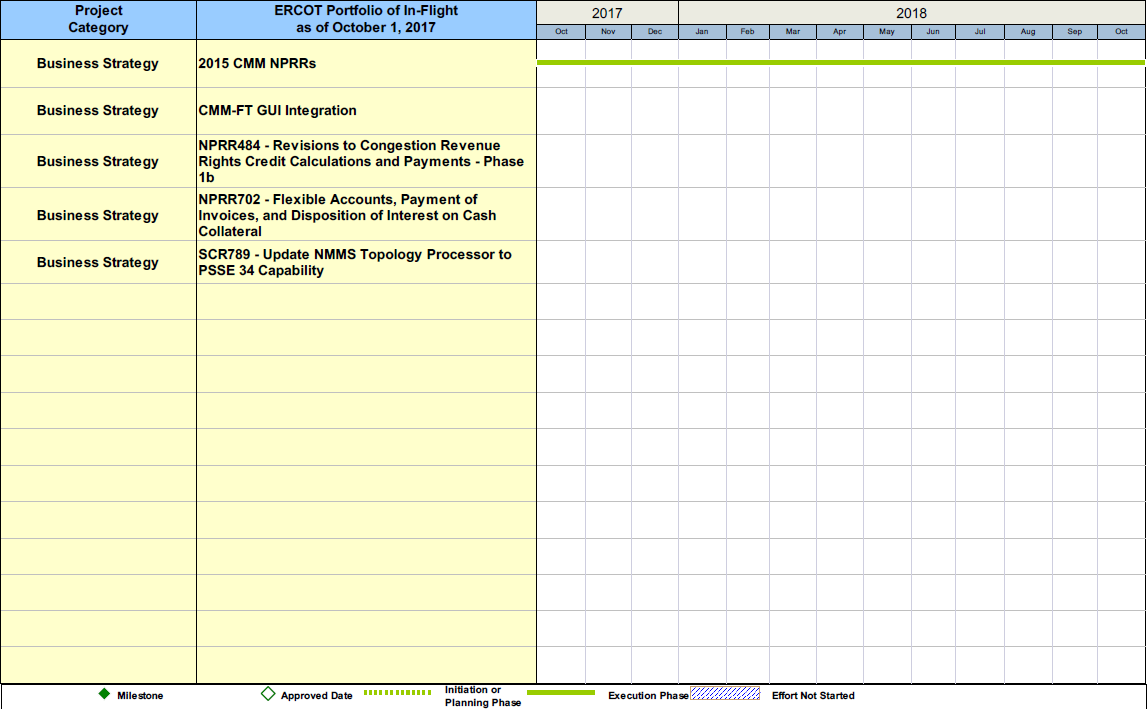 Project
Category
ERCOT Portfolio of In-Flight
as of October 1, 2017
2017
2018
Oct
Nov
Dec
Jan
Feb
Mar
Apr
May
Jun
Jul
Aug
Sep
Oct
Business Strategy
2015 CMM NPRRs
Business Strategy
CMM-FT GUI Integration
Business Strategy
NPRR484 - Revisions to Congestion Revenue
Rights Credit Calculations and Payments - Phase
1b
Business Strategy
NPRR702 - Flexible Accounts, Payment of
Invoices, and Disposition of Interest on Cash
Collateral
Business Strategy
SCR789 - Update NMMS Topology Processor to
PSSE 34 Capability
Milestone
Approved Date
Initiation or
Planning Phase
Execution Phase
Effort Not Started